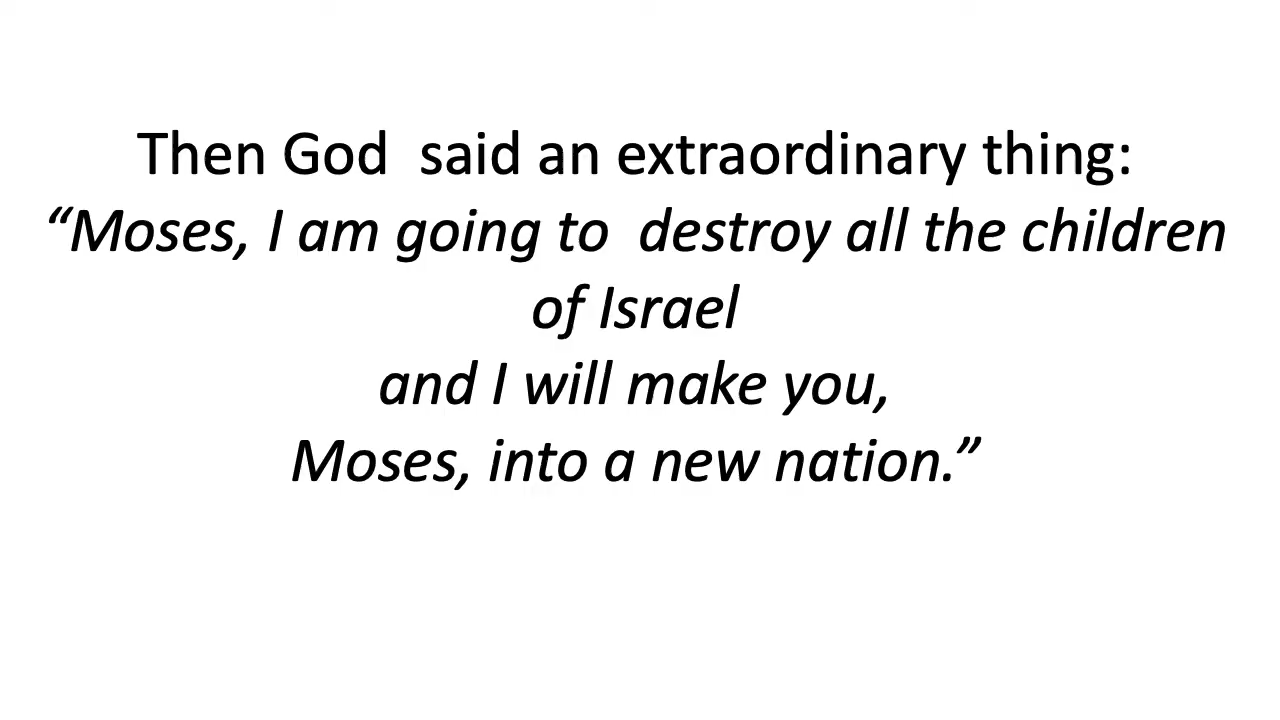 Then God  said an extraordinary thing:
“Moses, I am going to  destroy all the children
of Israel
and I will make you,
Moses, into a new nation.”